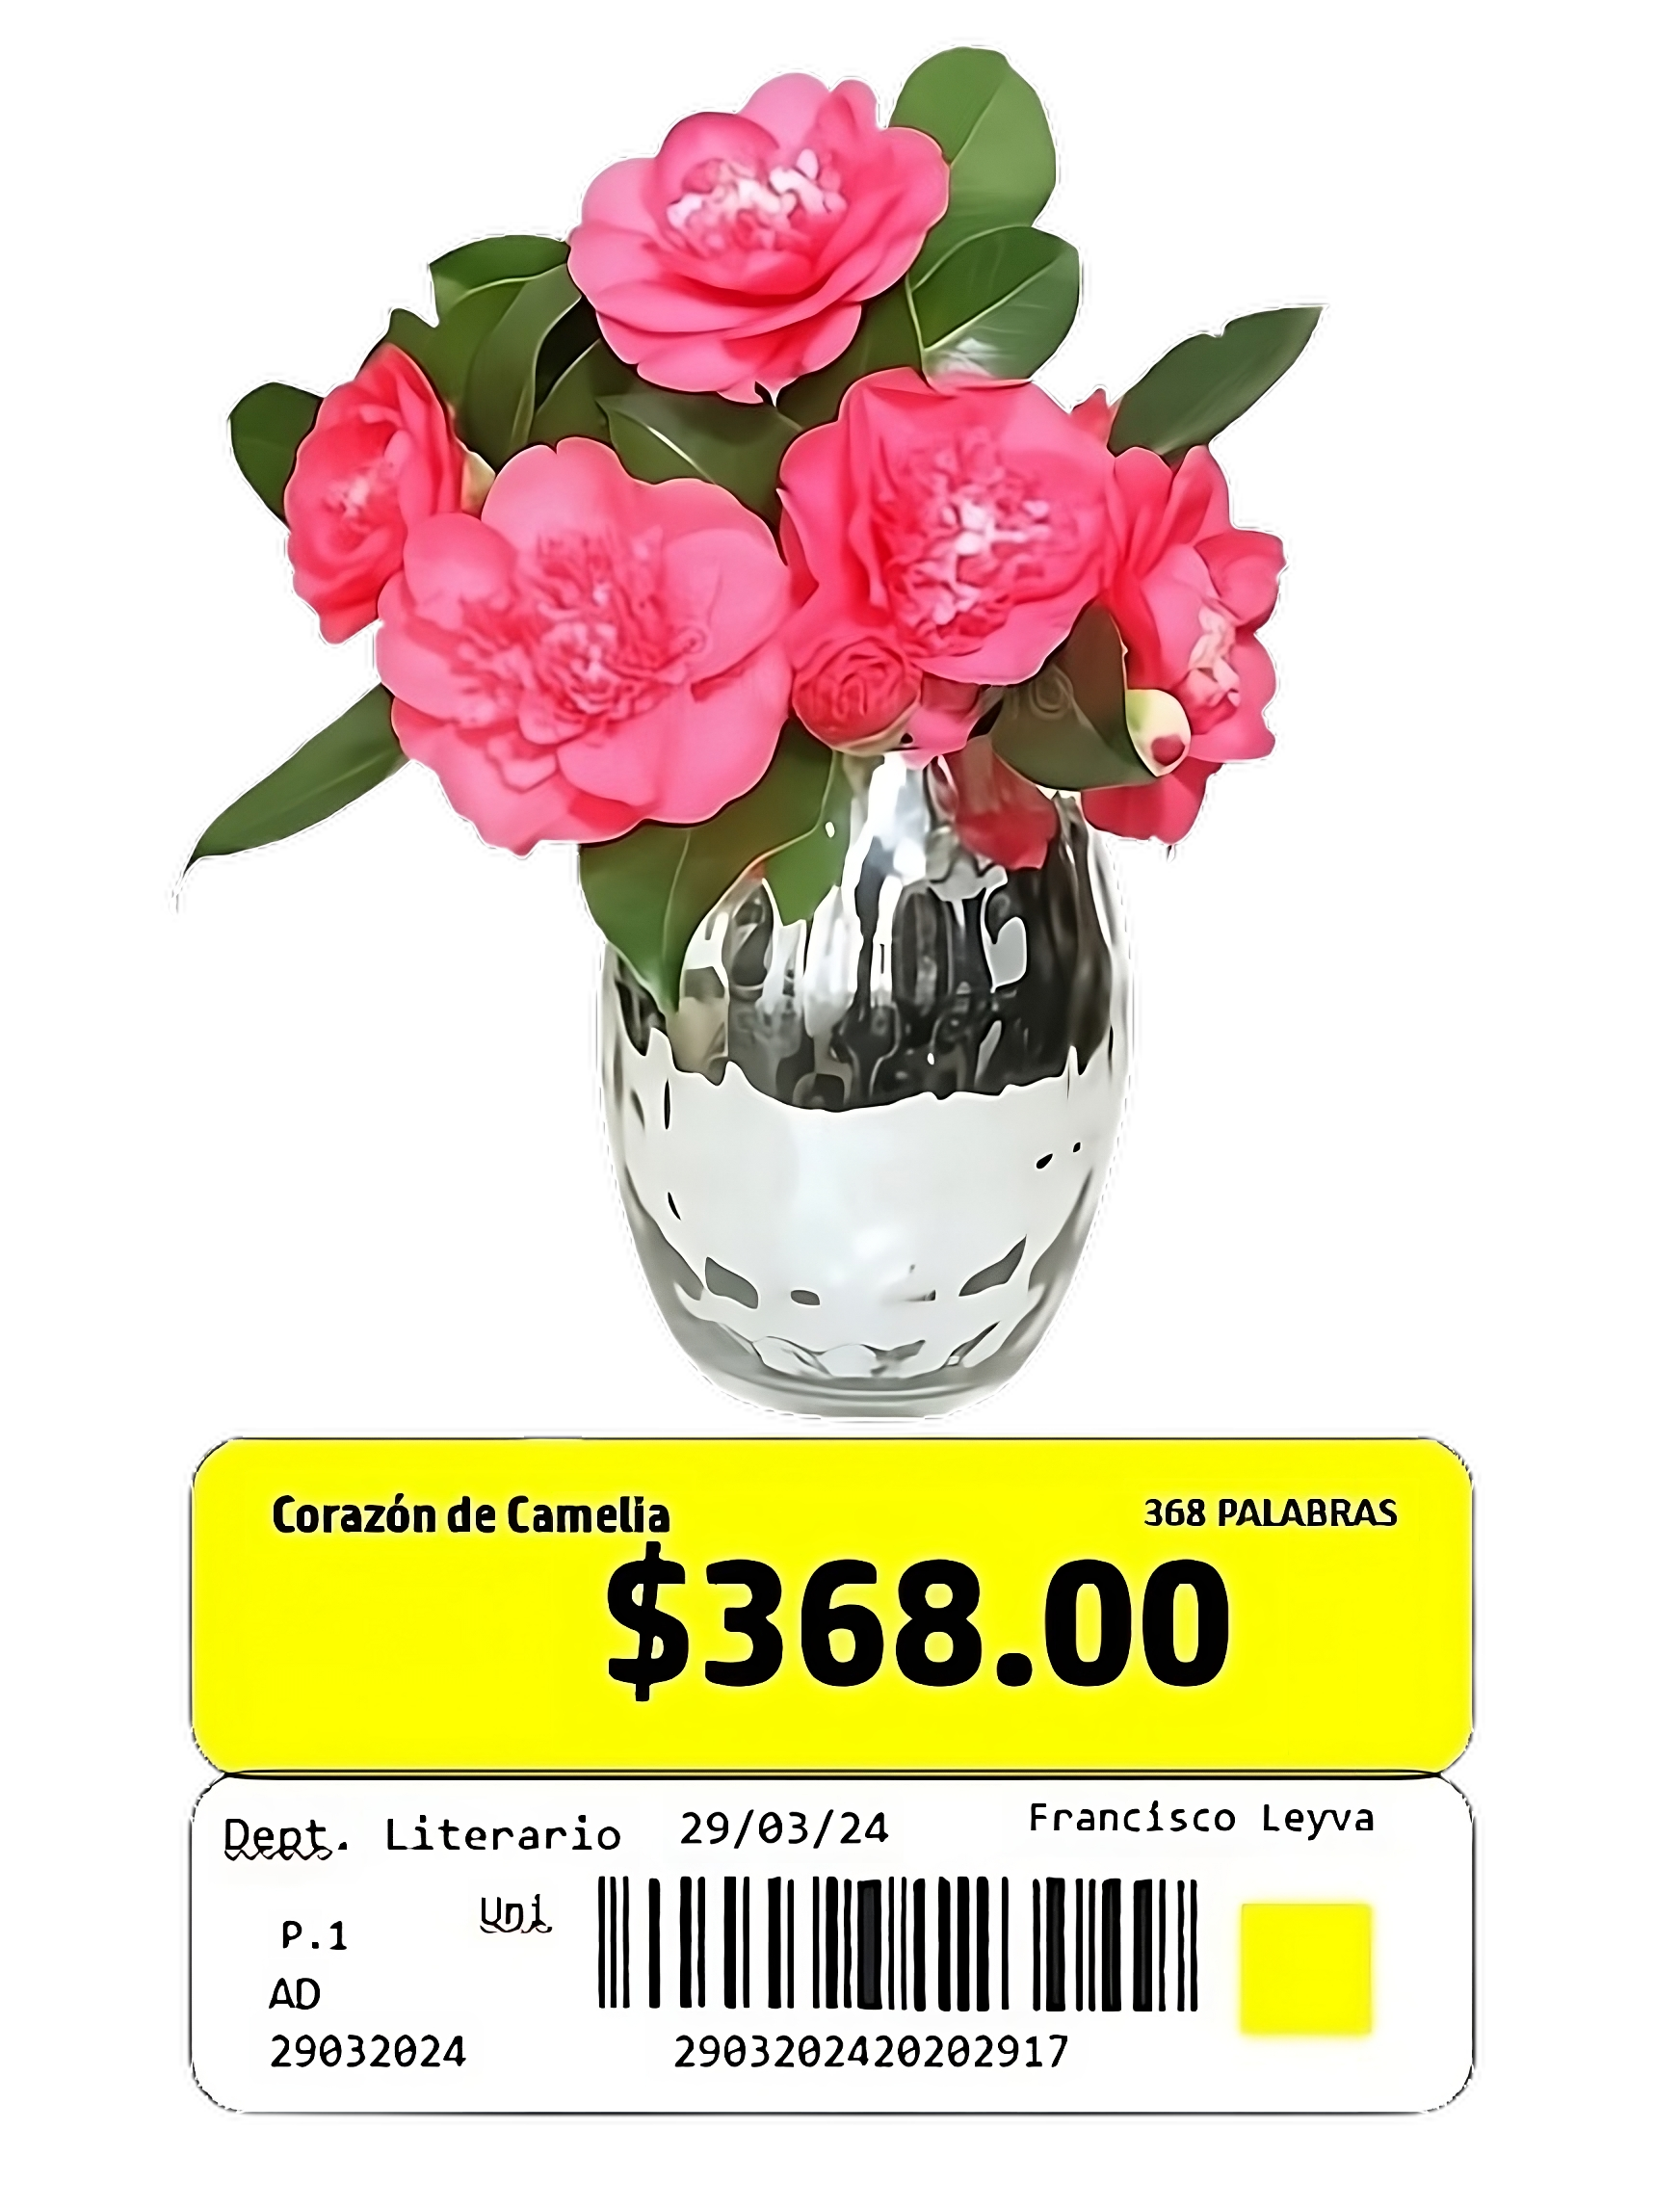 Corazón de Camelia 368 PALABRAS
$368.00
Dept. Literario 29/03/24 Francisco Leyva
P.1 Uni
AD
29032024 2903202420202917